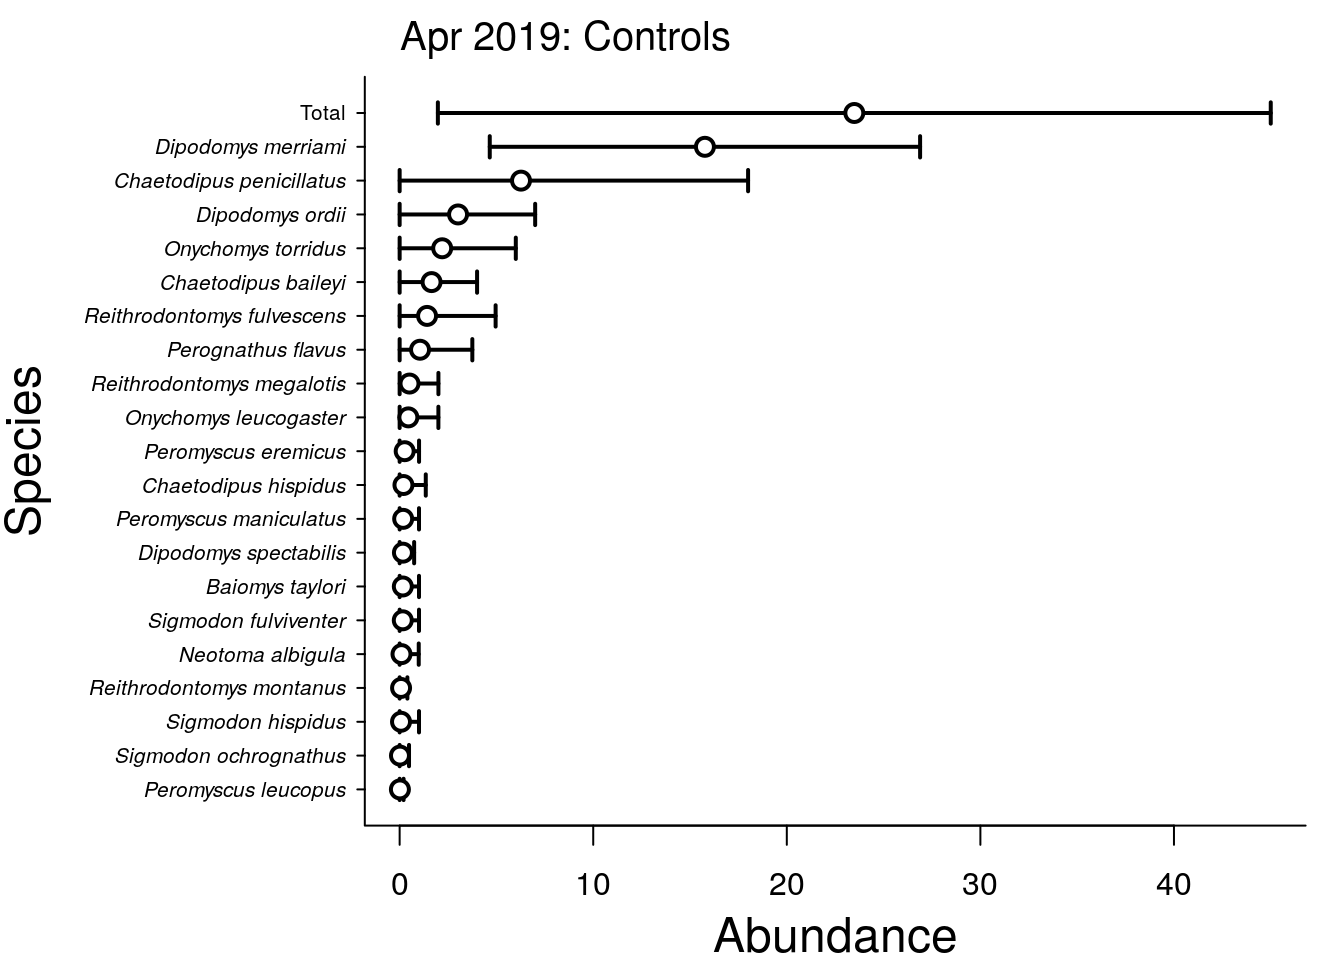 Apr 2019: Controls
Total
Dipodomys merriami
Chaetodipus penicillatus
Dipodomys ordii
Onychomys torridus
Chaetodipus baileyi
Reithrodontomys fulvescens
Perognathus flavus
Reithrodontomys megalotis
Onychomys leucogaster
Peromyscus eremicus
Chaetodipus hispidus
Peromyscus maniculatus
Dipodomys spectabilis
Baiomys taylori
Sigmodon fulviventer
Neotoma albigula
Reithrodontomys montanus
Sigmodon hispidus
Sigmodon ochrognathus
Peromyscus leucopus
Species
0 10 20 30 40
Abundance